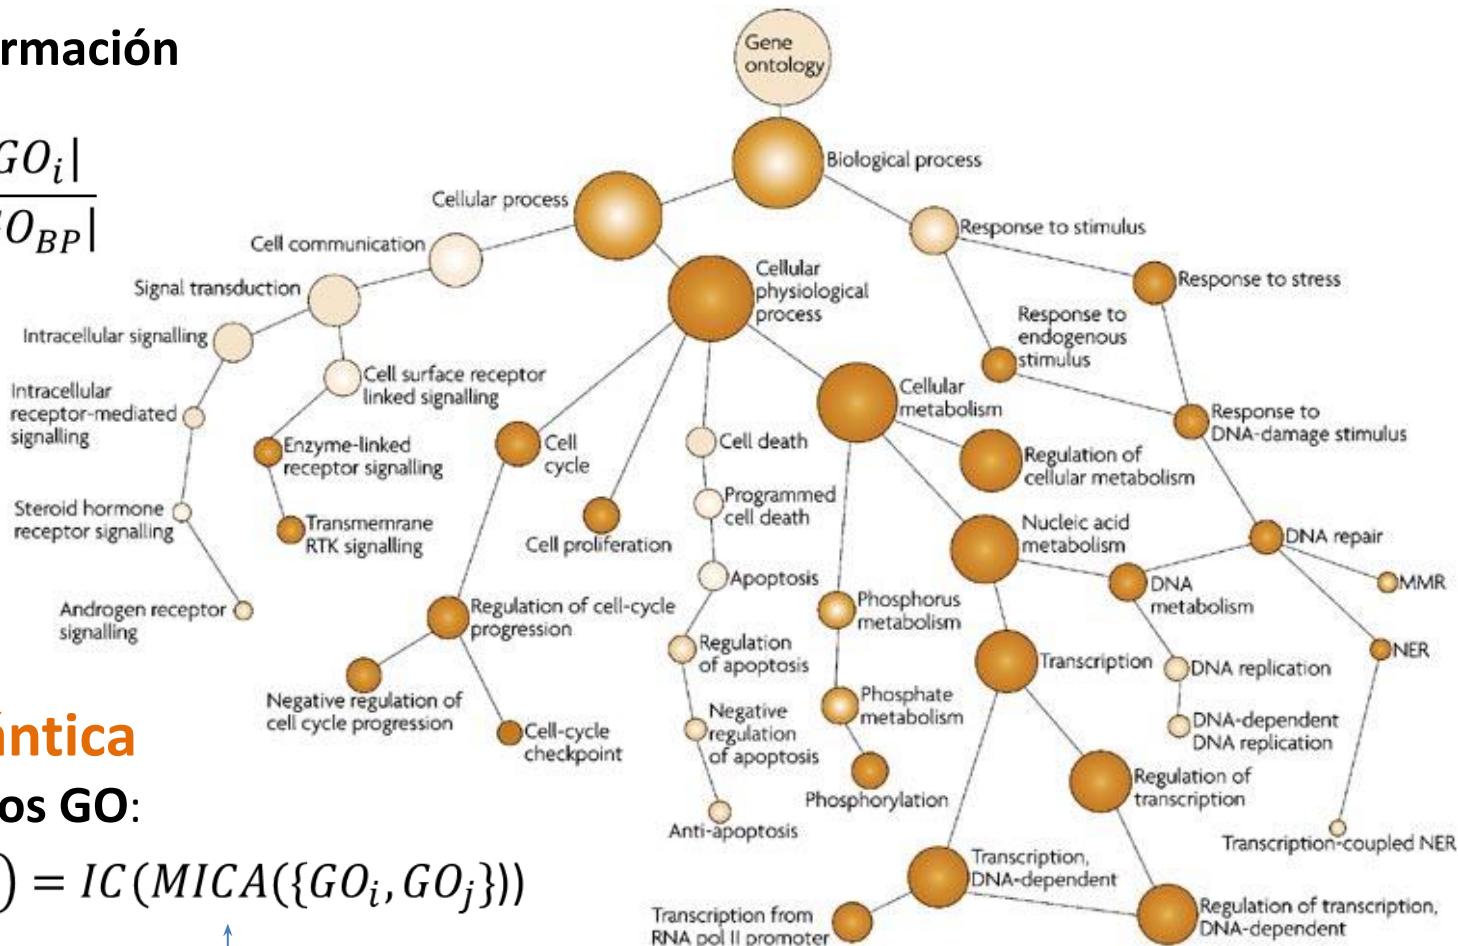 rmación
GO_i|
O_{BP}|
ántica
os GO:
) = IC(MICA({GO_i, GO_j}))
Gene
ontology
Biological process
Cellular process
Response to stimulus
Cell communication
Cellular
physiological
process
Response to stress
Signal transduction
Response to
endogenous
stimulus
Intracellular signalling
Cell surface receptor
linked signalling
Cellular
metabolism
Intracellular
receptor-mediated
signalling
Response to
DNA-damage stimulus
Enzyme-linked
receptor signalling
Cell
cycle
Cell death
Regulation of
cellular metabolism
Programmed
cell death
Steroid hormone
receptor signalling
Transmemrane
RTK signalling
Cell proliferation
Nucleic acid
metabolism
DNA repair
Apoptosis
DNA
metabolism
MMR
Androgen receptor
signalling
Regulation of cell-cycle
progression
Phosphorus
metabolism
Regulation
of apoptosis
Transcription
DNA replication
NER
Negative regulation of
cell cycle progression
Phosphate
metabolism
Cell-cycle
checkpoint
Negative
regulation
of apoptosis
DNA-dependent
DNA replication
Phosphorylation
Regulation of
transcription
Anti-apoptosis
Transcription-coupled NER
Transcription,
DNA-dependent
Transcription from
RNA pol II promoter
Regulation of transcription,
DNA-dependent